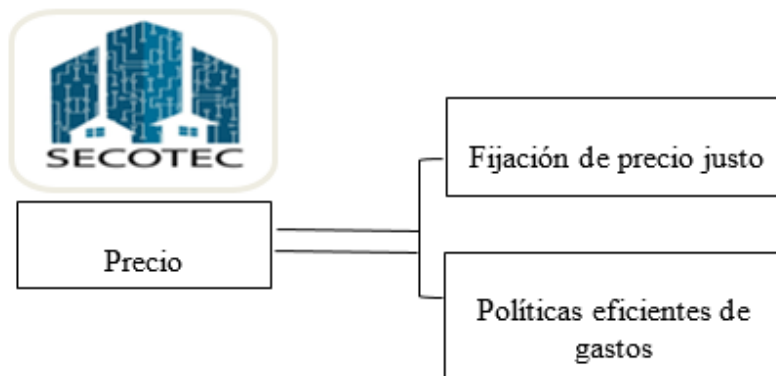 SECOTEC
Precio
Fijación de precio justo
Políticas eficientes de
gastos